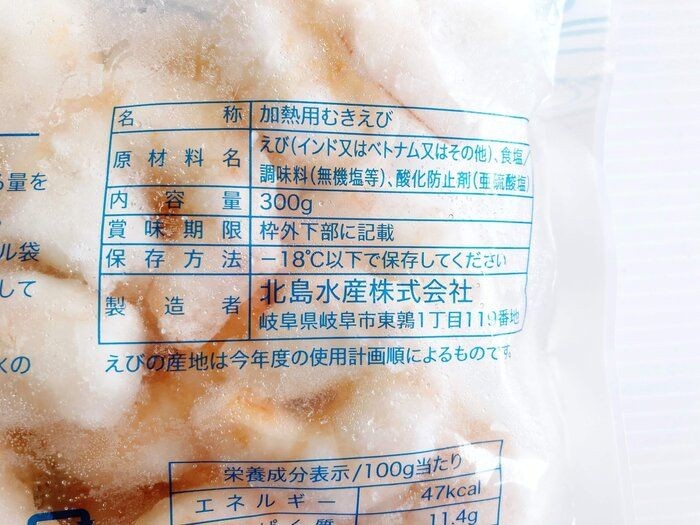 名称 加熱用むきえび
原材料名 えび(インド又はベトナム又はその他)、食塩/
調味料(無機塩等)、酸化防止剤(亜硫酸塩)
内容量 300g
賞味期限 枠外下部に記載
保存方法 −18℃以下で保存してください
製造者 北島水産株式会社
岐阜県岐阜市東鶉1丁目119番地
えびの産地は今年度の使用計画順によるものです。
量を
ル袋
して
の
栄養成分表示/100g当たり
エネルギー 47kcal
11.4g